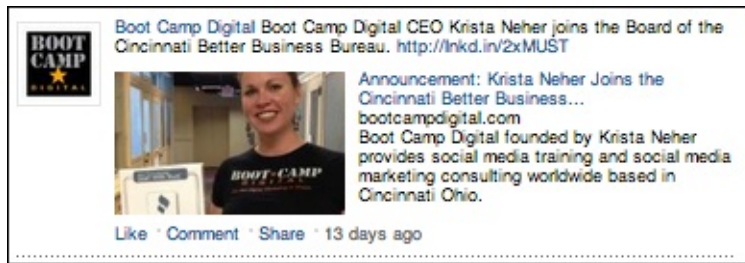 BOOT
CAMP
DIGITAL
Boot Camp Digital Boot Camp Digital CEO Krista Neher joins the Board of the
Cincinnati Better Business Bureau. http://lnkd.in/2xMUST
Announcement: Krista Neher Joins the
Cincinnati Better Business...
bootcampdigital.com
Boot Camp Digital founded by Krista Neher
provides social media training and social media
marketing consulting worldwide based in
Cincinnati Ohio.
BOOT CAMP
DIGITAL
Like Comment Share 13 days ago